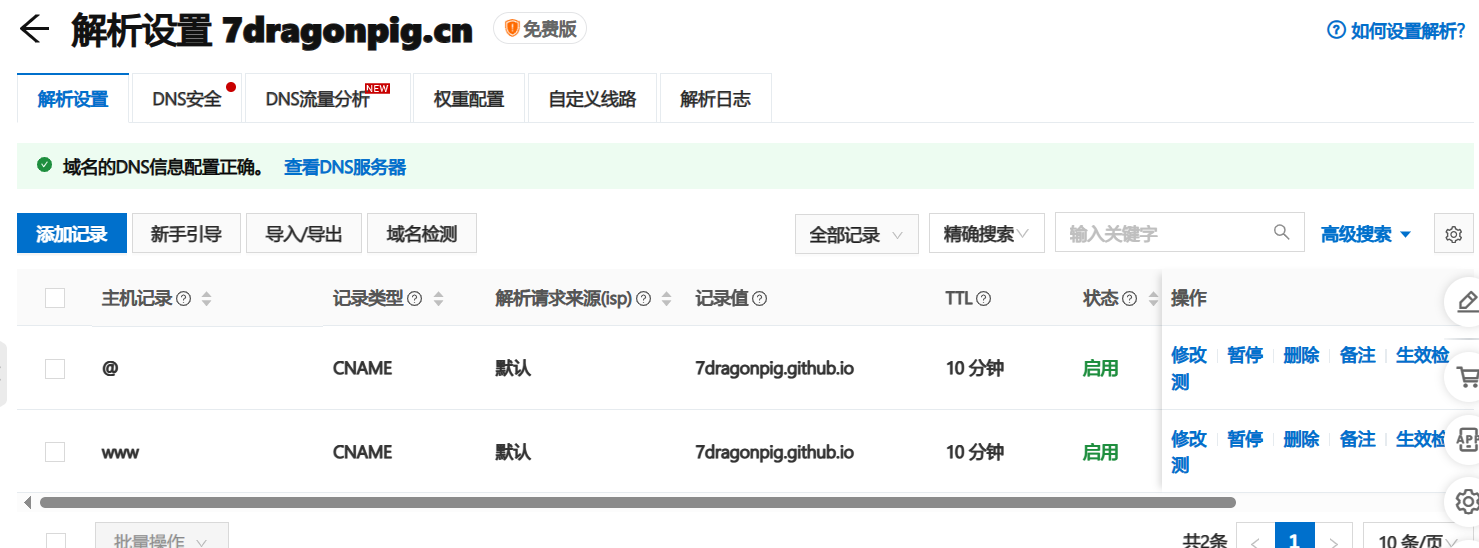 解析设置 7dragonpig.cn 免费版 如何设置解析?
解析设置 DNS安全 DNS流量分析 NEW 权重配置 自定义线路 解析日志
域名的DNS信息配置正确。 查看DNS服务器
添加记录 新手引导 导入/导出 域名检测 全部记录 精确搜索 输入关键字 高级搜索
主机记录 记录类型 解析请求来源(isp) 记录值 TTL 状态 操作
@ CNAME 默认 7dragonpig.github.io 10 分钟 启用 修改 暂停 删除 备注 生效检
测
www CNAME 默认 7dragonpig.github.io 10 分钟 启用 修改 暂停 删除 备注 生效检
测
APP
批量操作 共2条 1 10 条/页